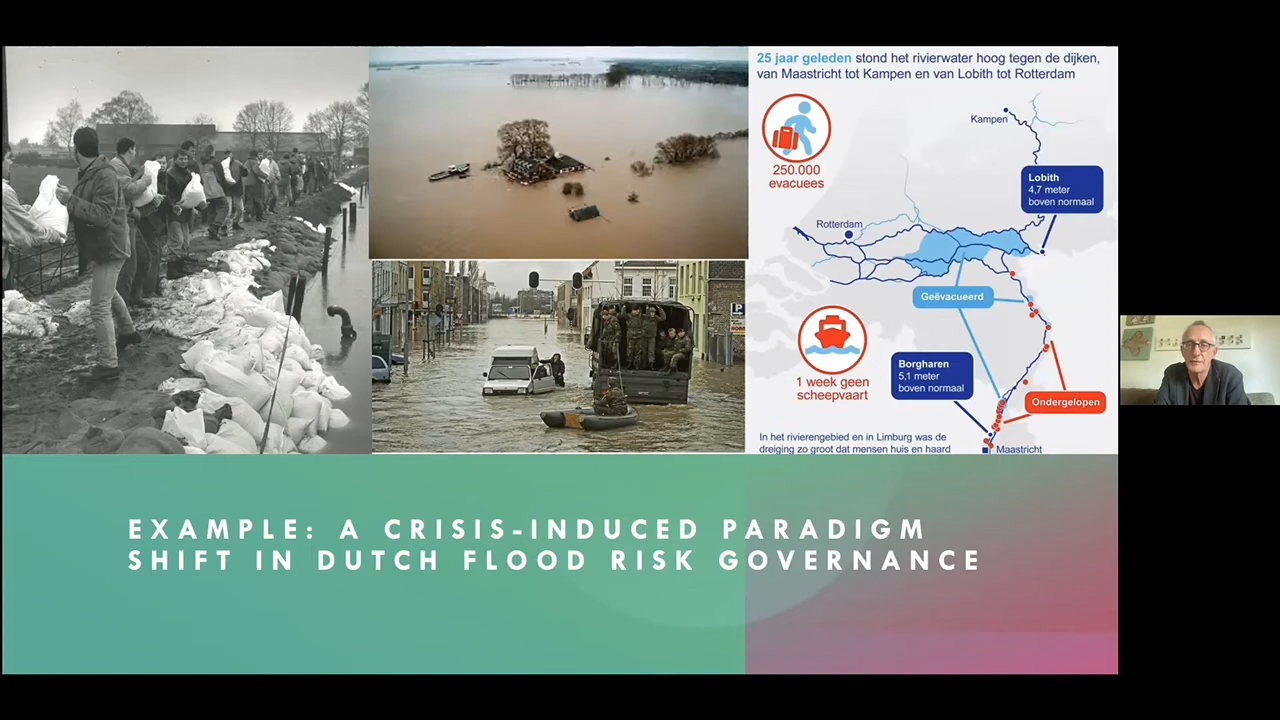 25 jaar geleden stond het rivierwater hoog tegen de dijken,
van Maastricht tot Kampen en van Lobith tot Rotterdam
Kampen
250.000
evacuees
Lobith
4,7 meter
boven normaal
Rotterdam
Geëvacueerd
Borgharen
5,1 meter
boven normaal
1 week geen
scheepvaart
Ondergelopen
In het rivierengebied en in Limburg was de
dreiging zo groot dat mensen huis en haard
Maastricht
P
EXAMPLE: A CRISIS-INDUCED PARADIGM
SHIFT IN DUTCH FLOOD RISK GOVERNANCE